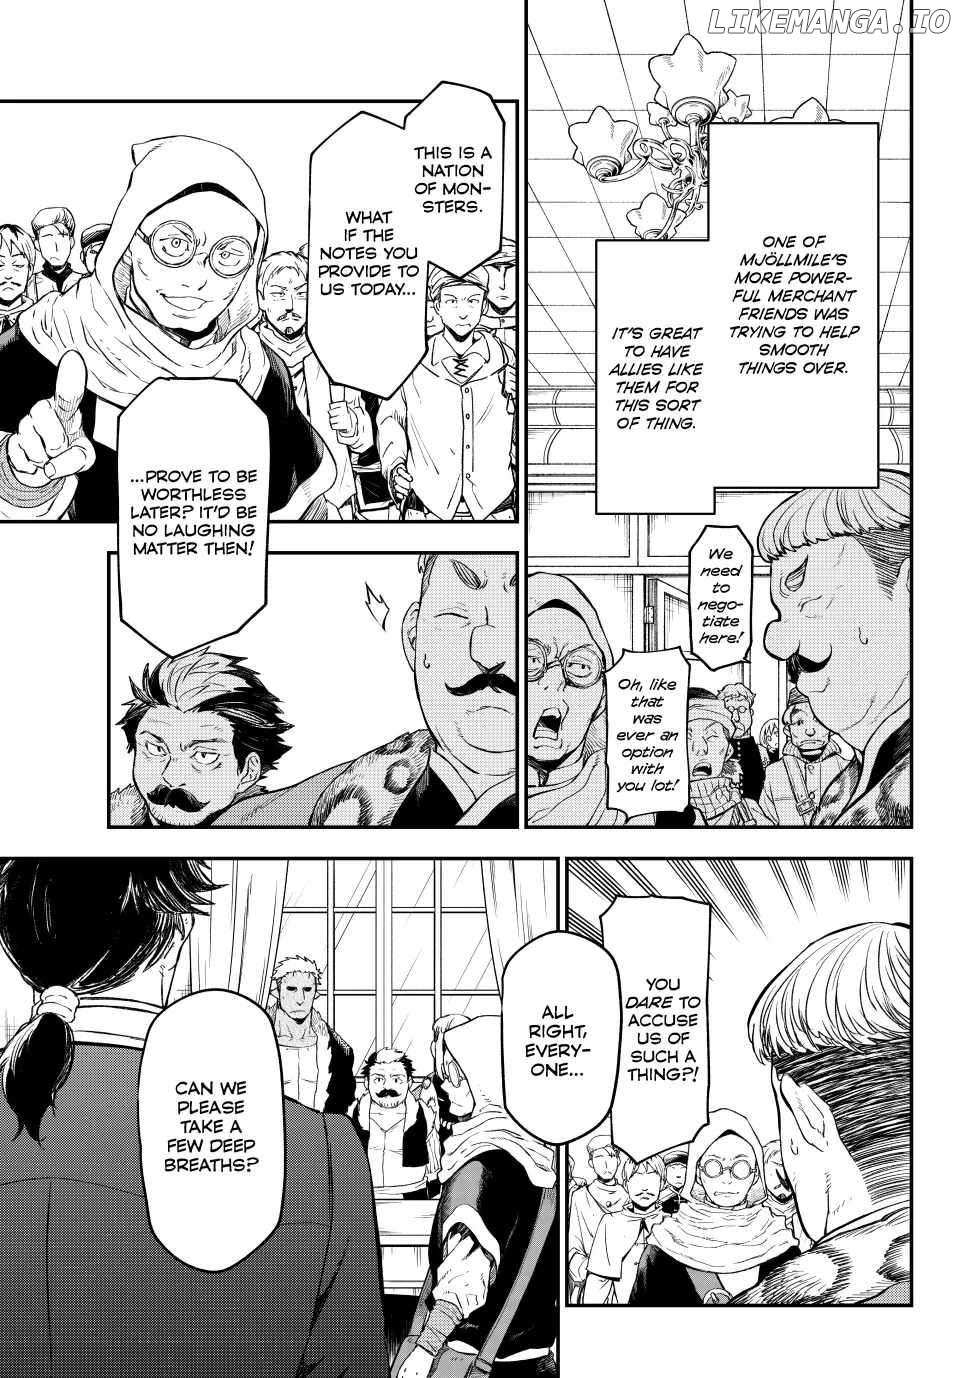 LIKEMANGA.IO
ONE OF
MJÖLLMILE'S
MORE POWER-
FUL MERCHANT
FRIENDS WAS
TRYING TO HELP
SMOOTH
THINGS OVER.
IT'S GREAT
TO HAVE
ALLIES LIKE
THEM FOR
THIS SORT
OF THING.
We
need
to
nego-
tiate
here!
Oh, like
that
was
ever an
option
with
you lot!
THIS IS A
NATION
OF MON-
STERS.
WHAT
IF THE
NOTES YOU
PROVIDE TO
US TODAY...
...PROVE TO BE
WORTHLESS
LATER? IT'D BE
NO LAUGHING
MATTER THEN!
YOU
DARE TO
ACCUSE
US OF
SUCH A
THING?!
ALL
RIGHT,
EVERY-
ONE...
CAN WE
PLEASE
TAKE A
FEW DEEP
BREATHS?